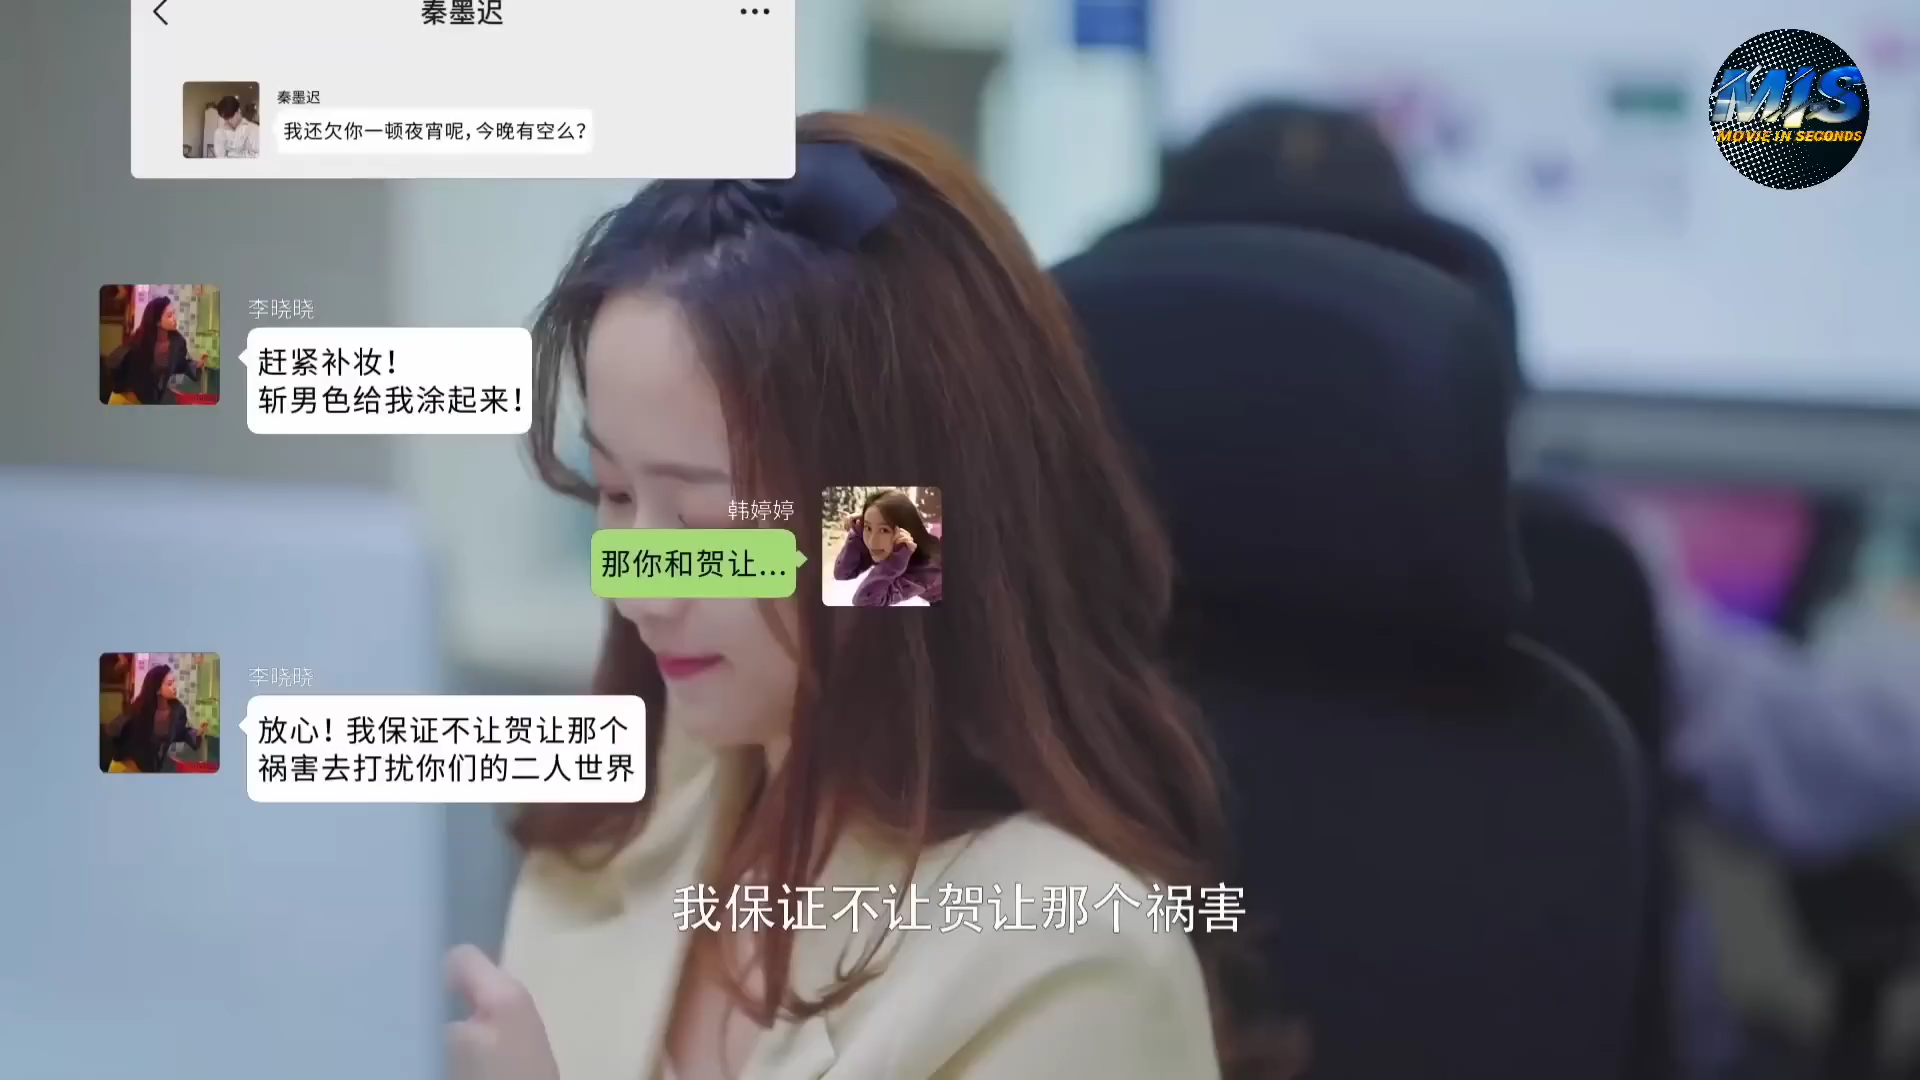 秦墨迟
秦墨迟
我还欠你一顿夜宵呢，今晚有空么？
MIS
MOVIE IN SECONDS
李晓晓
赶紧补妆！
斩男色给我涂起来！
韩婷婷
那你和贺让...
李晓晓
放心！我保证不让贺让那个
祸害去打扰你们的二人世界
我保证不让贺让那个祸害